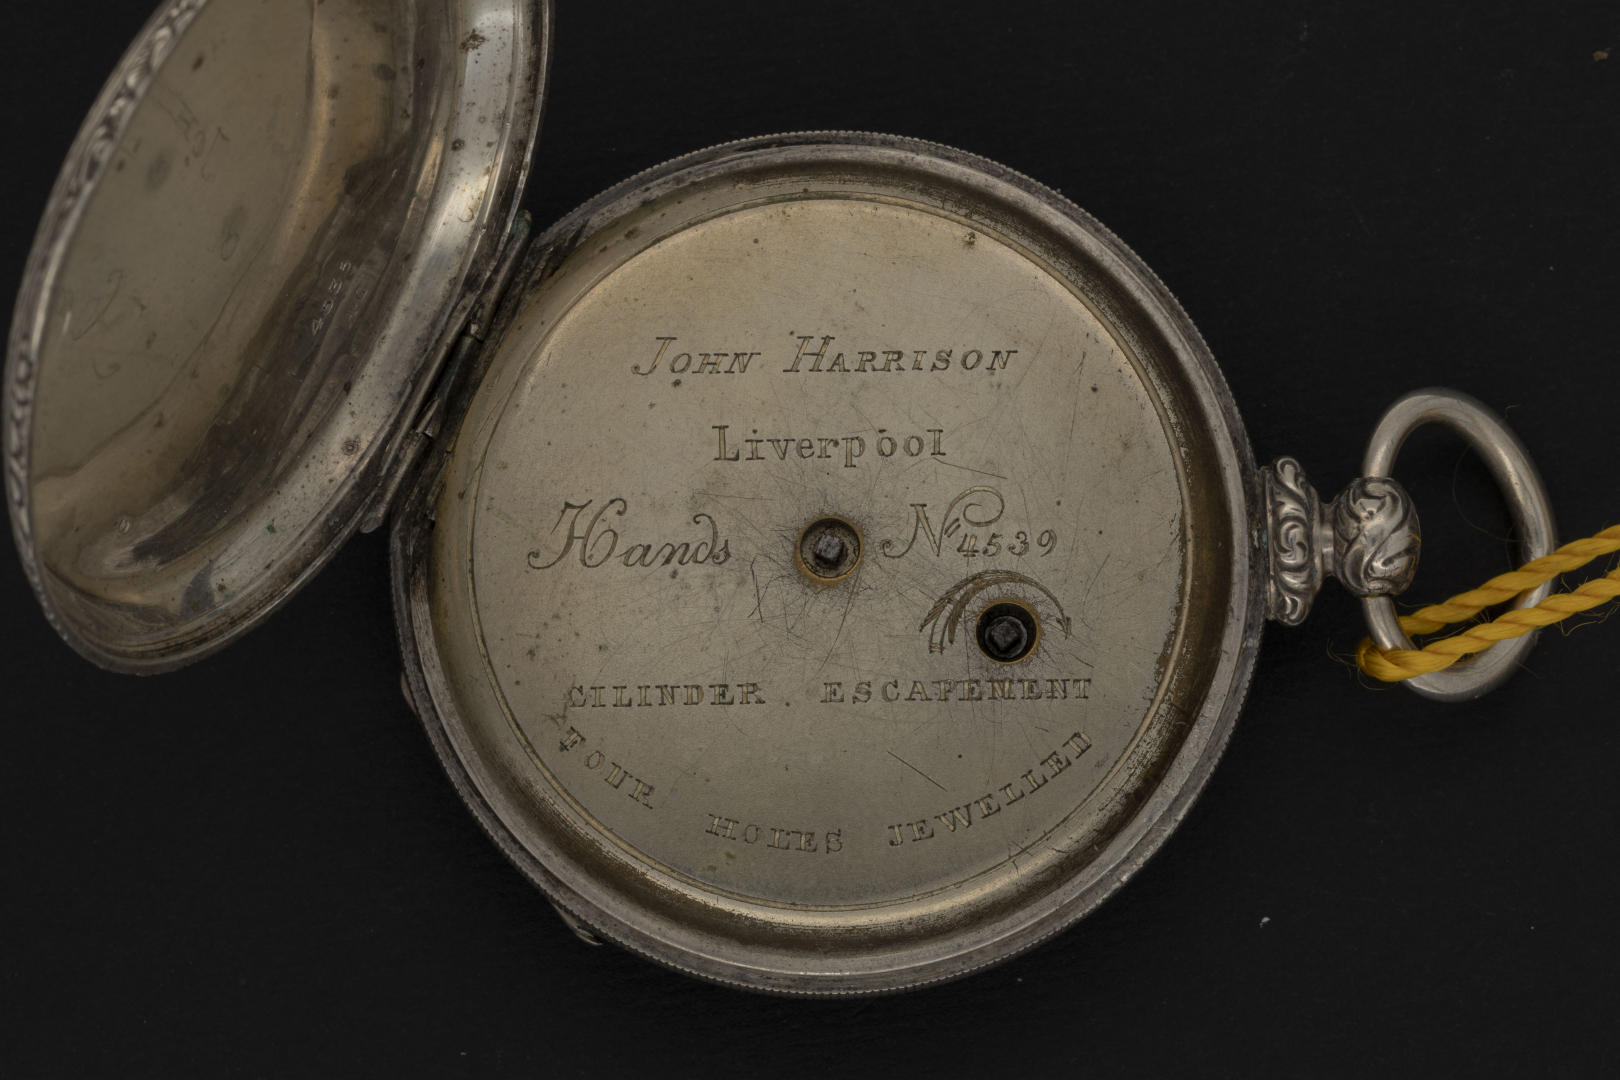 John Harrison
Liverpool
Hands No 4539
CILINDER . ESCAPEMENT
FOUR HOLES JEWELLED